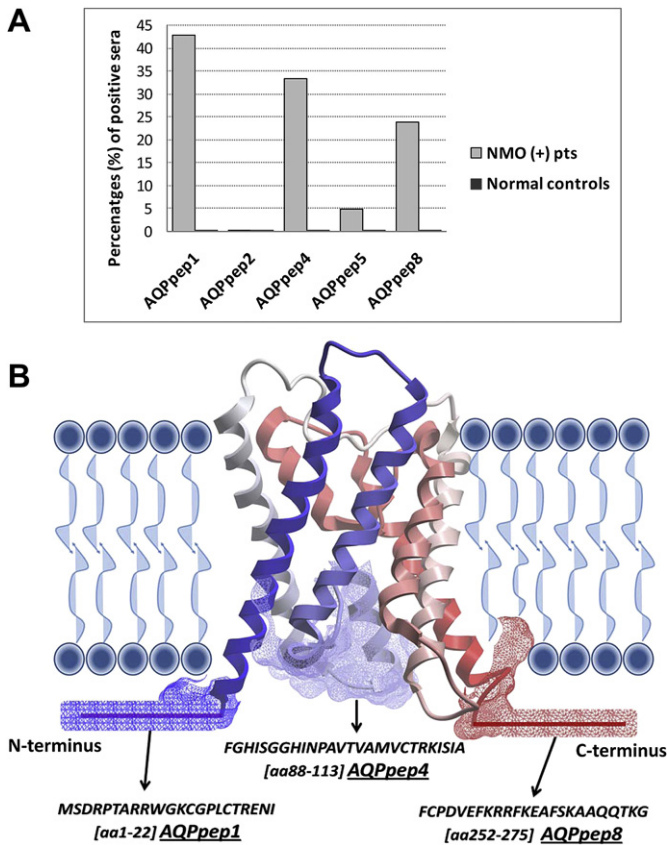 A
Percenatges (%) of positive sera
45
40
35
30
25
20
15
10
5
0
AQPpep1
AQPpep2
AQPpep4
AQPpep5
AQPpep8
NMO (+) pts
Normal controls
B
N-terminus
C-terminus
FGHISGGHINPAVTVAMVCTRKISIA
[aa88-113] AQPpep4
MSDRPTARRWGKCGPLCTRENI
[aa1-22] AQPpep1
FCPDVEFKRRFKEAFSKAAQQTKG
[aa252-275] AQPpep8